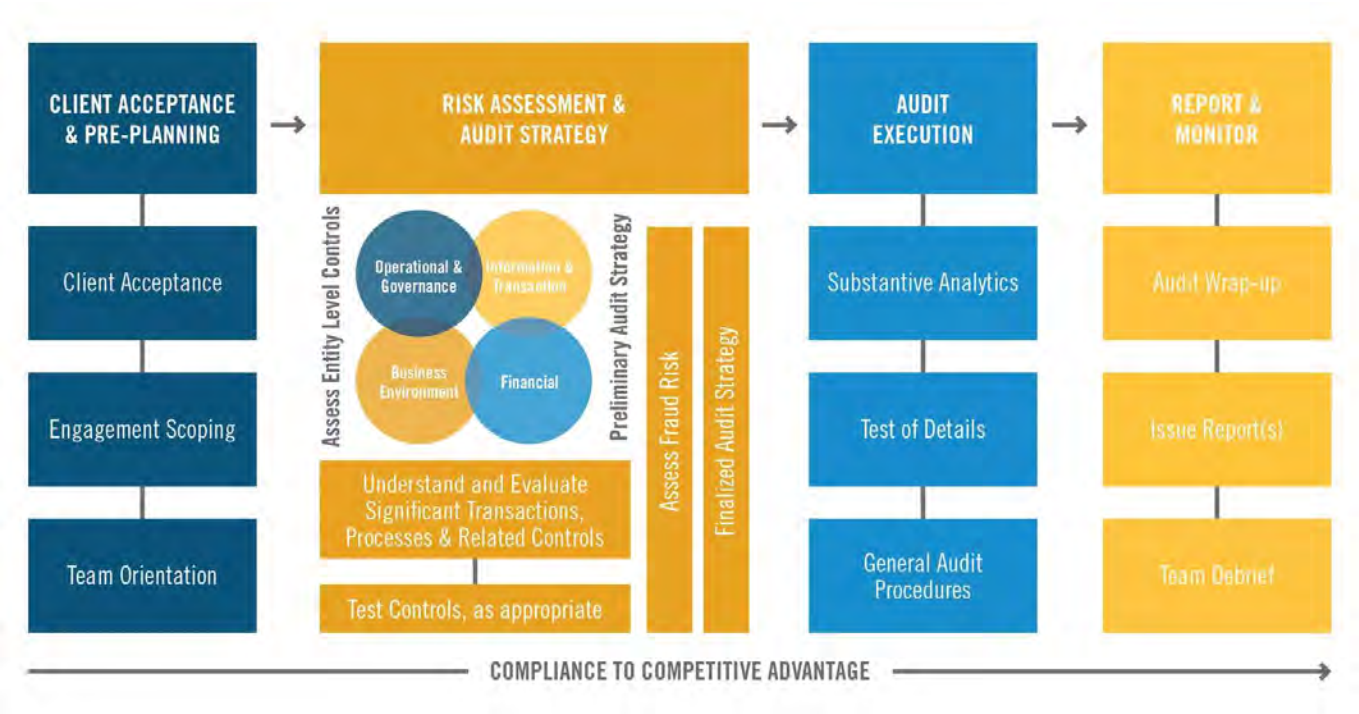 CLIENT ACCEPTANCE
& PRE-PLANNING
Client Acceptance
Engagement Scoping
Team Orientation
RISK ASSESSMENT &
AUDIT STRATEGY
Assess Entity Level Controls
Operational &
Governance
Information &
Transaction
Business
Environment
Financial
Preliminary Audit Strategy
Understand and Evaluate
Significant Transactions,
Processes & Related Controls
Test Controls, as appropriate
Assess Fraud Risk
Finalized Audit Strategy
AUDIT
EXECUTION
Substantive Analytics
Test of Details
General Audit
Procedures
REPORT &
MONITOR
Audit Wrap-up
Issue Report(s)
Team Debrief
COMPLIANCE TO COMPETITIVE ADVANTAGE